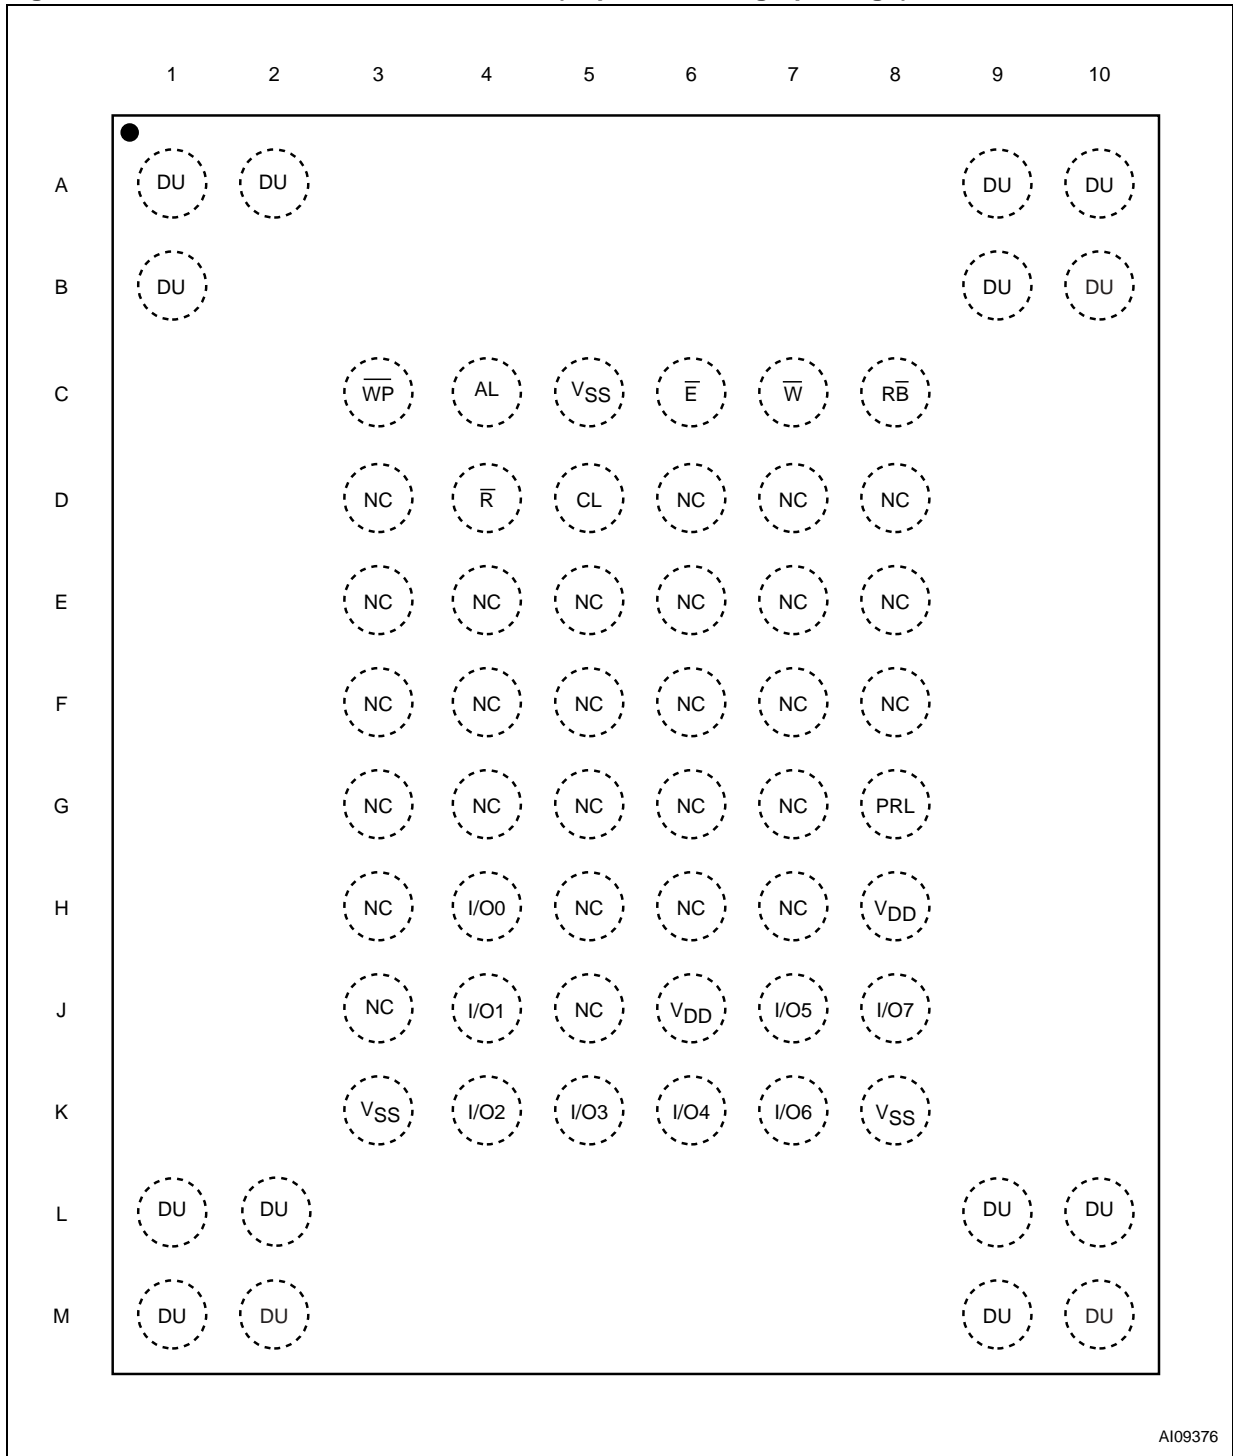 1 2 3 4 5 6 7 8 9 10
A DU DU DU DU
B DU DU DU
C W̅P̅ AL VSS E̅ W̅ RB̅
D NC R̅ CL NC NC NC
E NC NC NC NC NC NC
F NC NC NC NC NC NC
G NC NC NC NC NC PRL
H NC I/O0 NC NC NC VDD
J NC I/O1 NC VDD I/O5 I/O7
K VSS I/O2 I/O3 I/O4 I/O6 VSS
L DU DU DU DU
M DU DU DU DU
AI09376